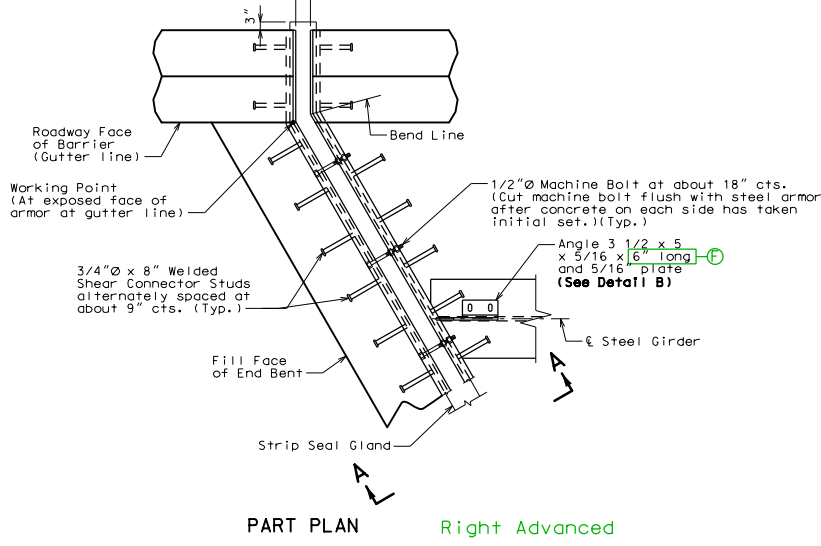 3"
Roadway Face
of Barrier
(Gutter line)
Bend Line
Working Point
(At exposed face of
armor at gutter line)
1/2"Ø Machine Bolt at about 18" cts.
(Cut machine bolt flush with steel armor
after concrete on each side has taken
initial set.)(Typ.)
Angle 3 1/2 x 5
x 5/16 x 6" long F
and 5/16" plate
(See Detail B)
3/4"Ø x 8" Welded
Shear Connector Studs
alternately spaced at
about 9" cts. (Typ.)
℄ Steel Girder
Fill Face
of End Bent
A
Strip Seal Gland
A
PART PLAN
Right Advanced